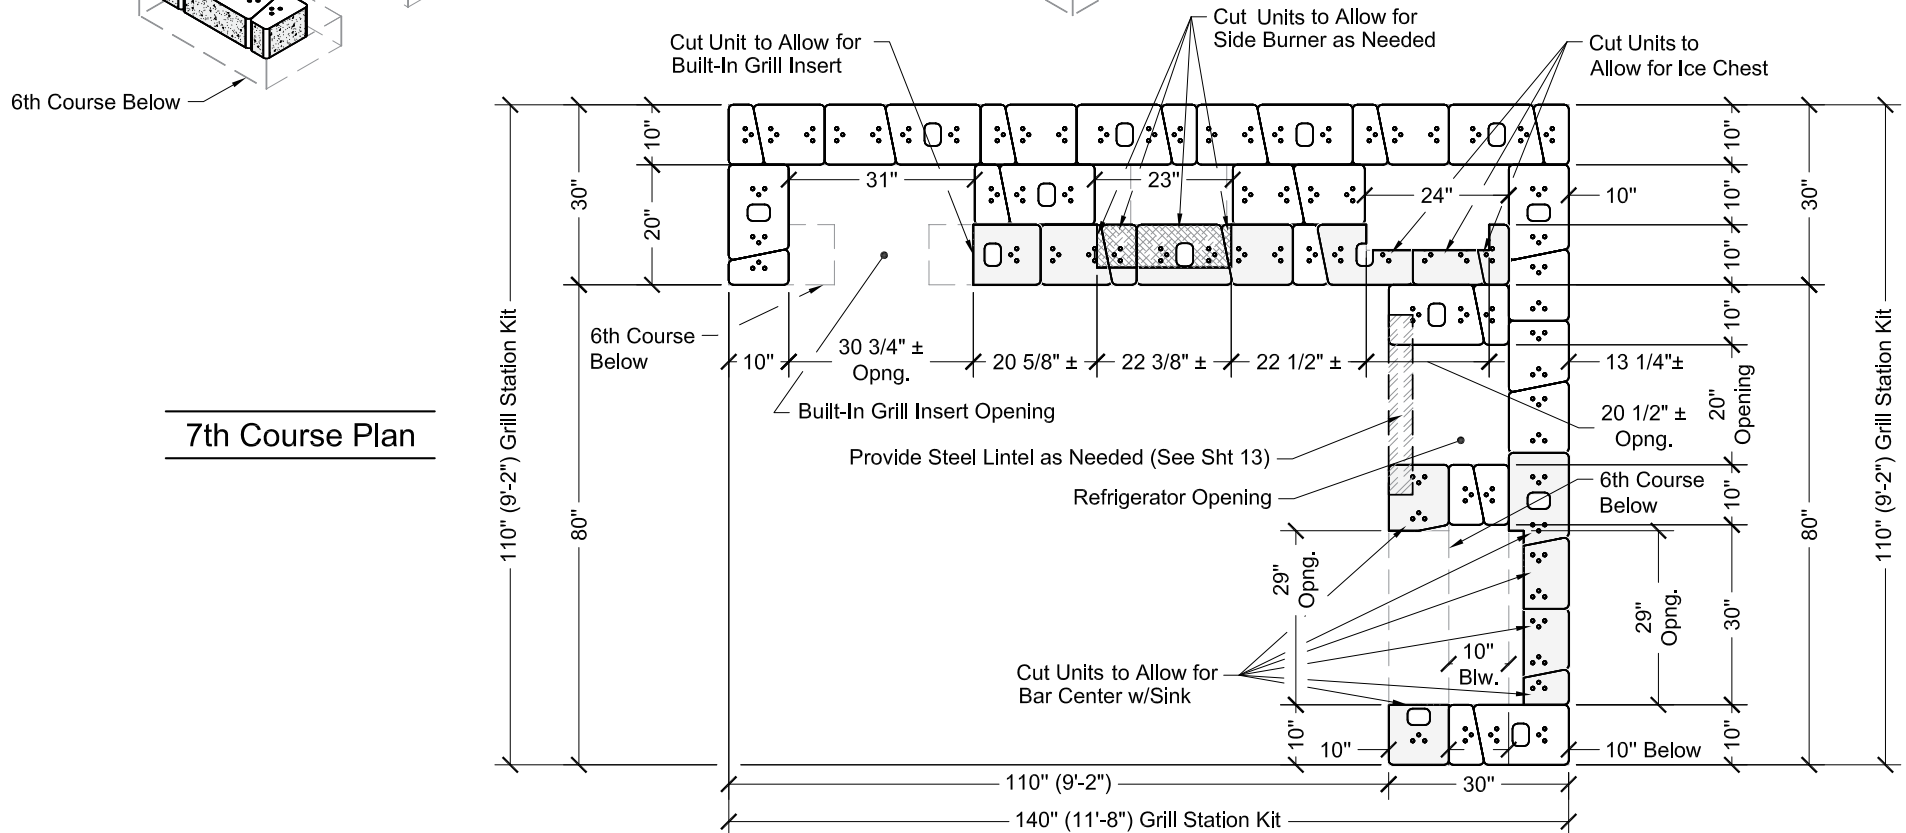 Cut Units to Allow for
Side Burner as Needed
Cut Unit to Allow for
Built-In Grill Insert
Cut Units to
Allow for Ice Chest
6th Course Below
10"
30"
20"
31"
23"
24"
10"
10"
10"
10"
30"
110" (9'-2") Grill Station Kit
80"
6th Course
Below
10"
30 3/4" ±
Opng.
20 5/8" ±
22 3/8" ±
22 1/2" ±
13 1/4"±
10"
20"
Opening
20 1/2" ±
Opng.
110" (9'-2") Grill Station Kit
80"
Built-In Grill Insert Opening
7th Course Plan
Provide Steel Lintel as Needed (See Sht 13)
Refrigerator Opening
6th Course
Below
10"
29"
Opng.
29"
Opng.
30"
10"
Blw.
Cut Units to Allow for
Bar Center w/Sink
10"
10"
10" Below
10"
110" (9'-2")
30"
140" (11'-8") Grill Station Kit